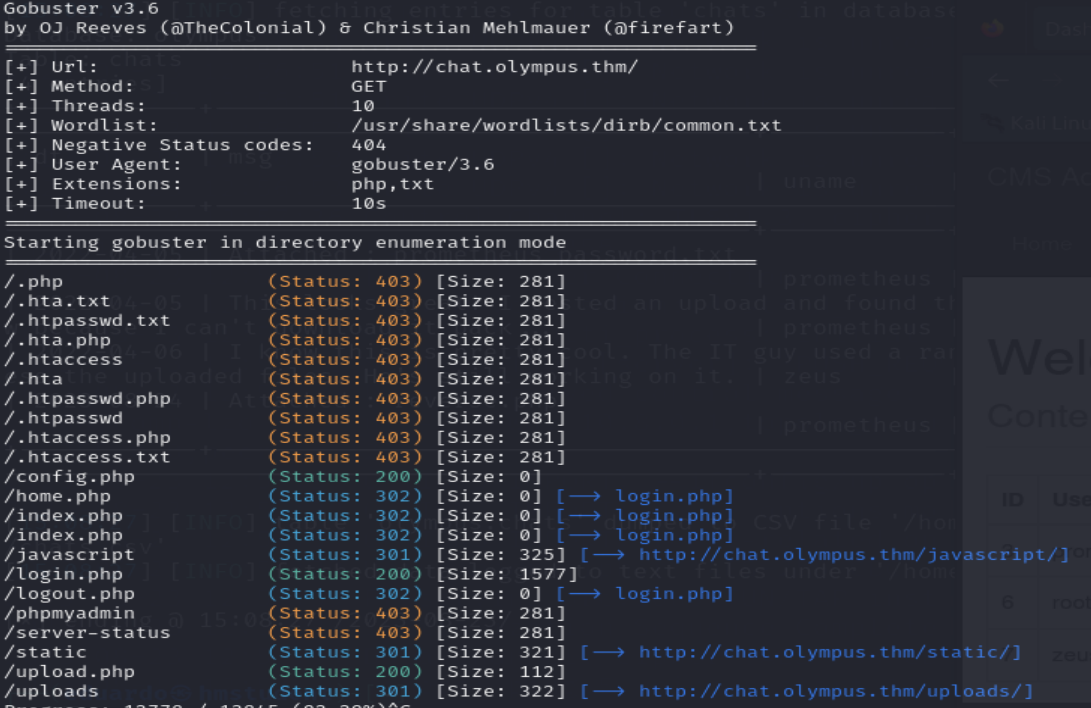 Gobuster v3.6
by OJ Reeves (@TheColonial) & Christian Mehlmauer (@firefart)
[+] Url: http://chat.olympus.thm/
[+] Method: GET
[+] Threads: 10
[+] Wordlist: /usr/share/wordlists/dirb/common.txt
[+] Negative Status codes: 404
[+] User Agent: gobuster/3.6
[+] Extensions: php,txt
[+] Timeout: 10s
Starting gobuster in directory enumeration mode
/.php (Status: 403) [Size: 281]
/.hta.txt (Status: 403) [Size: 281]
/.htpasswd.txt (Status: 403) [Size: 281]
/.hta.php (Status: 403) [Size: 281]
/.htaccess (Status: 403) [Size: 281]
/.hta (Status: 403) [Size: 281]
/.htpasswd.php (Status: 403) [Size: 281]
/.htpasswd (Status: 403) [Size: 281]
/.htaccess.php (Status: 403) [Size: 281]
/.htaccess.txt (Status: 403) [Size: 281]
/config.php (Status: 200) [Size: 0]
/home.php (Status: 302) [Size: 0] [--> login.php]
/index.php (Status: 302) [Size: 0] [--> login.php]
/index.php (Status: 302) [Size: 0] [--> login.php]
/javascript (Status: 301) [Size: 325] [--> http://chat.olympus.thm/javascript/]
/login.php (Status: 200) [Size: 1577]
/logout.php (Status: 302) [Size: 0] [--> login.php]
/phpmyadmin (Status: 403) [Size: 281]
/server-status (Status: 403) [Size: 281]
/static (Status: 301) [Size: 321] [--> http://chat.olympus.thm/static/]
/upload.php (Status: 200) [Size: 112]
/uploads (Status: 301) [Size: 322] [--> http://chat.olympus.thm/uploads/]